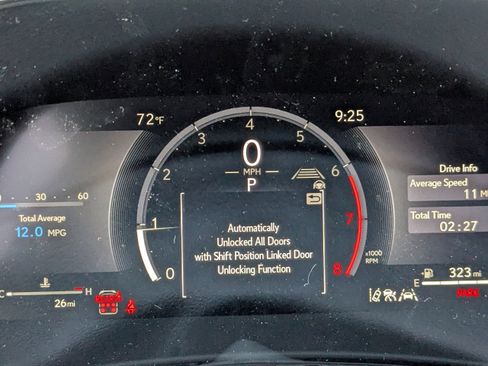 72°F
9:25
0
MPH
P
0 1 2 3 4 5 6 7 8
x1000
RPM
30 60
Total Average
12.0 MPG
Automatically
Unlocked All Doors
with Shift Position Linked Door
Unlocking Function
Drive Info
Average Speed
11
Total Time
02:27
C H
26 mi
323 mi
E